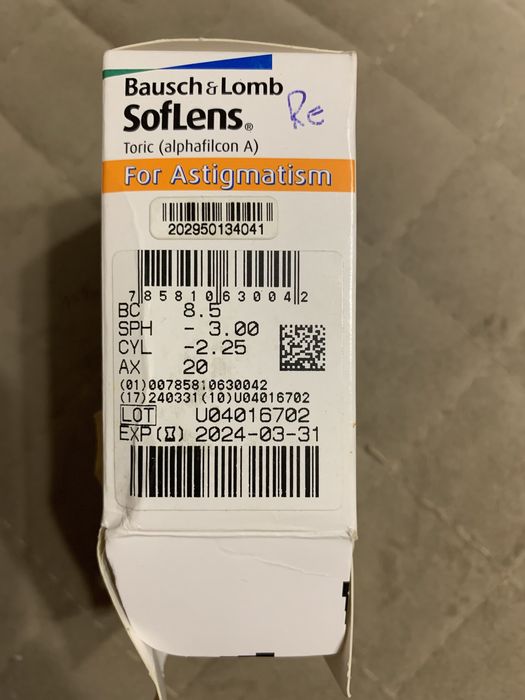 Bausch & Lomb
SofLens®
Re
Toric (alphafilcon A)
For Astigmatism
202950134041
7 85810 63004 2
BC 8.5
SPH - 3.00
CYL -2.25
AX 20
(01)00785810630042
(17)240331(10)U04016702
LOT U04016702
EXP 2024-03-31